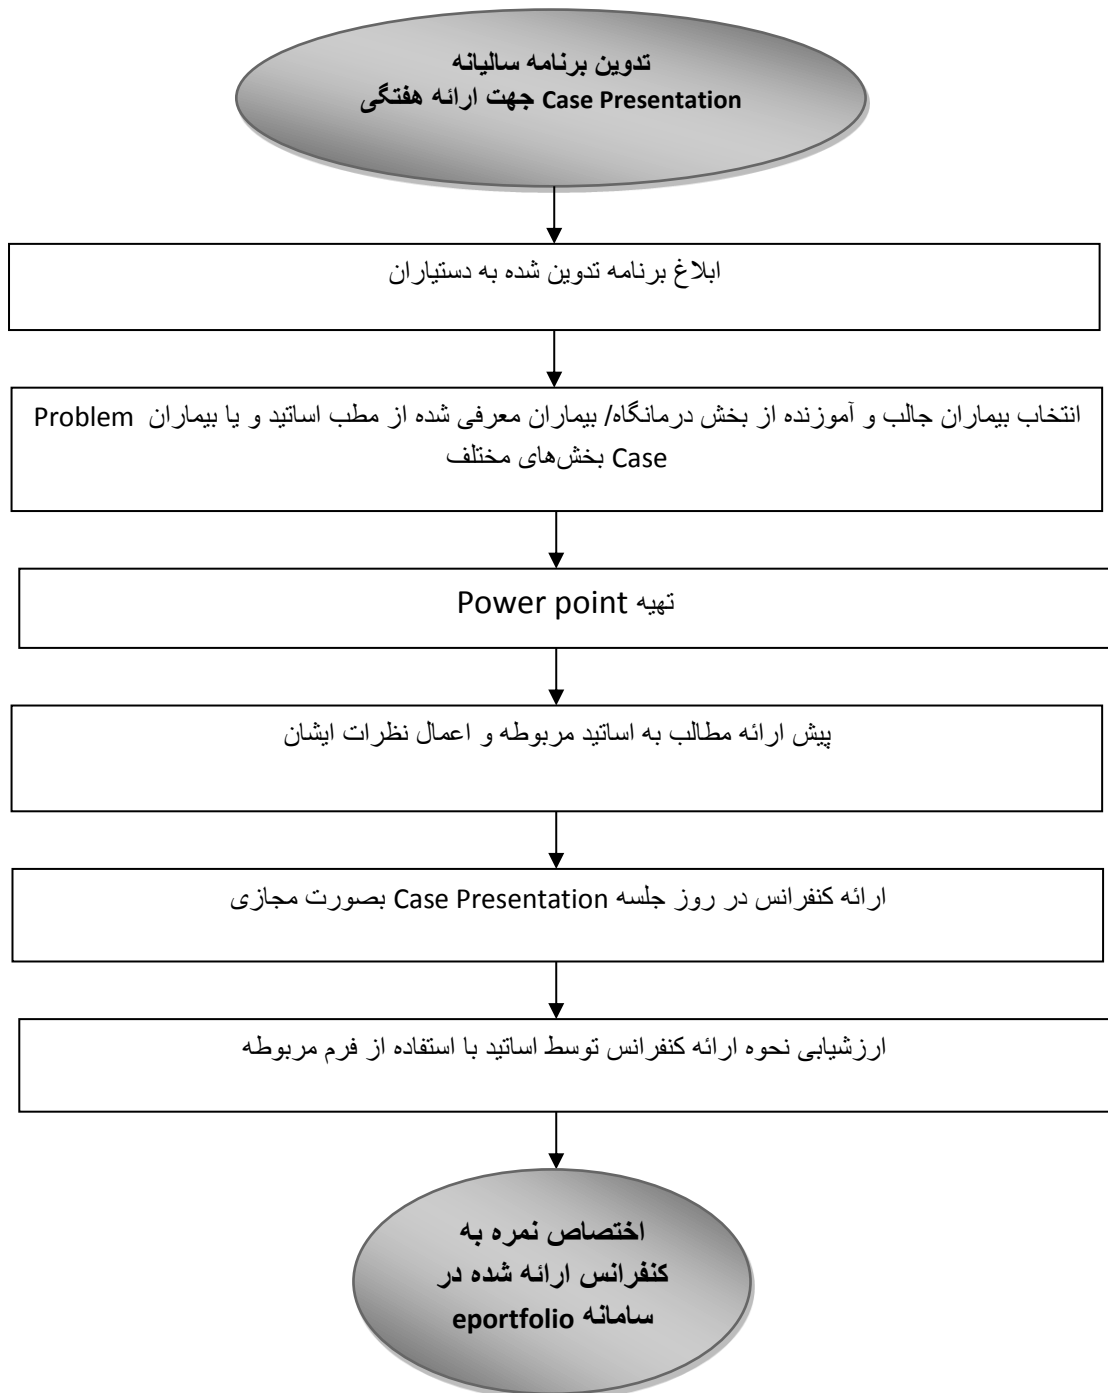 تدوین برنامه سالیانه
Case Presentation جهت ارائه هفتگی
ابلاغ برنامه تدوین شده به دستیاران
انتخاب بیماران جالب و آموزنده از بخش درمانگاه/ بیماران معرفی شده از مطب اساتید و یا بیماران Problem
Case بخش‌های مختلف
تهیه Power point
پیش ارائه مطالب به اساتید مربوطه و اعمال نظرات ایشان
ارائه کنفرانس در روز جلسه Case Presentation بصورت مجازی
ارزشیابی نحوه ارائه کنفرانس توسط اساتید با استفاده از فرم مربوطه
اختصاص نمره به
کنفرانس ارائه شده در
سامانه eportfolio